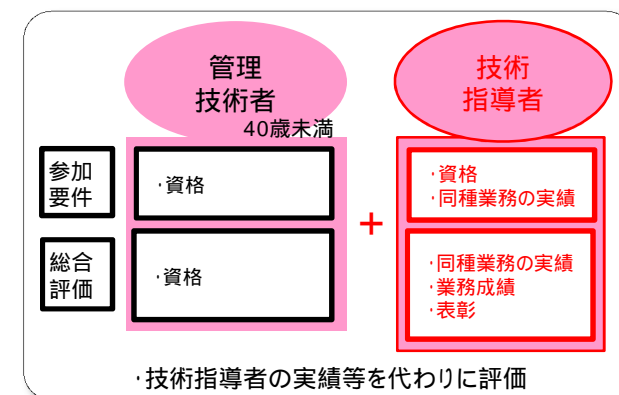 管理
技術者
40歳未満
技術
指導者
参加
要件
・資格
+
・資格
・同種業務の実績
総合
評価
・資格
・同種業務の実績
・業務成績
・表彰
・技術指導者の実績等を代わりに評価